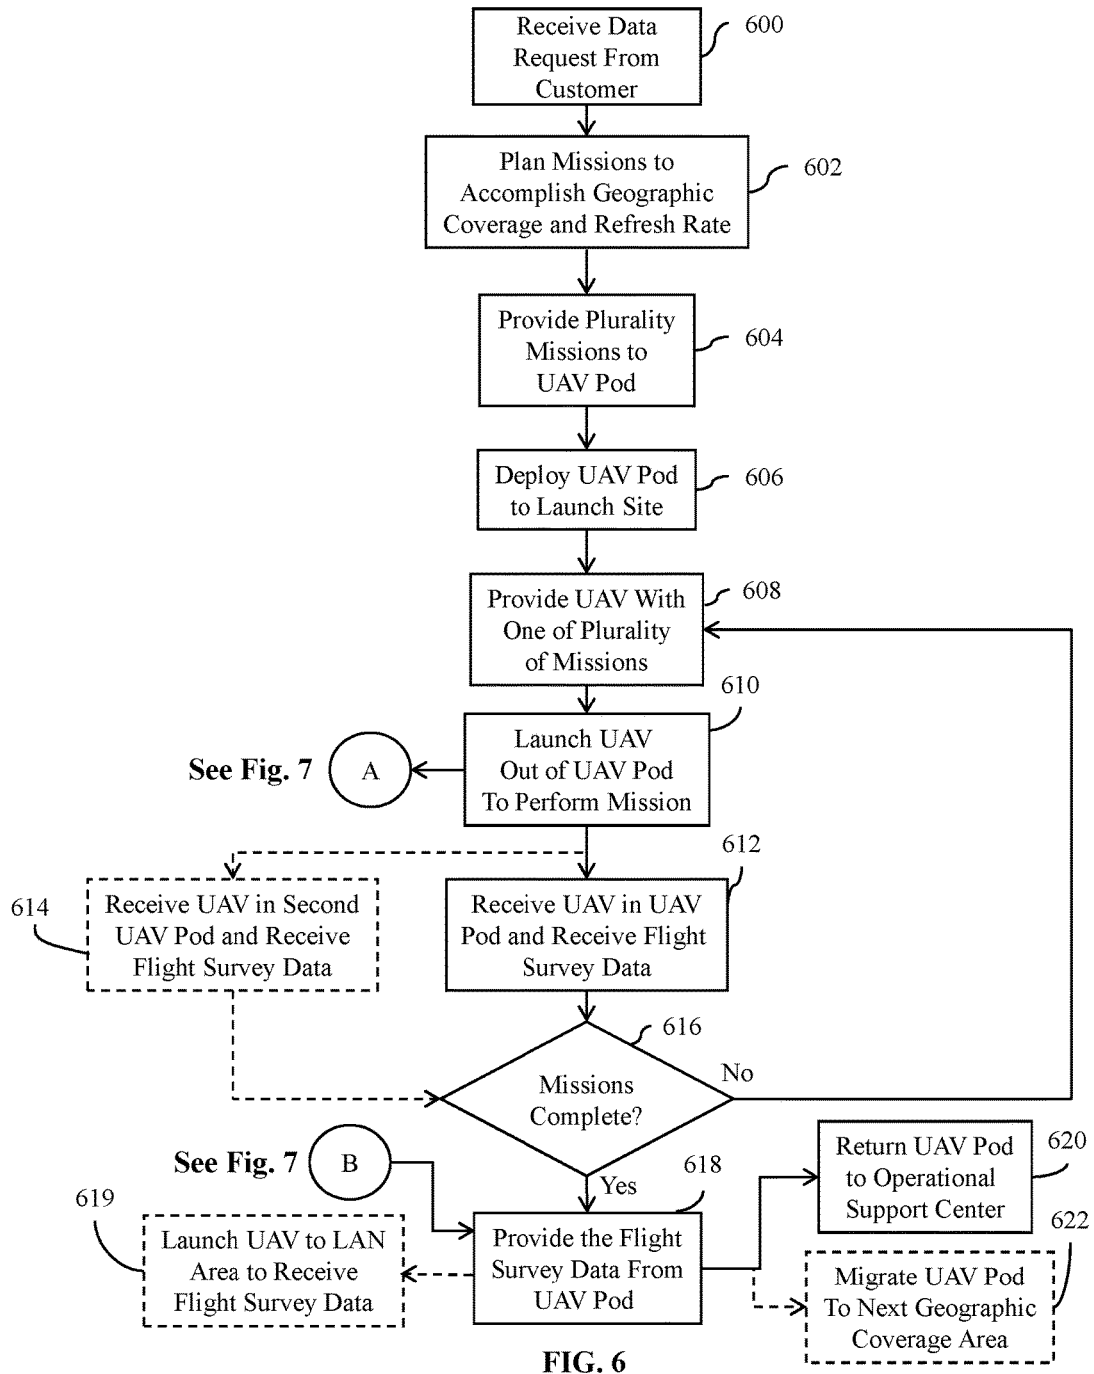 Receive Data
Request From
Customer
600
Plan Missions to
Accomplish Geographic
Coverage and Refresh Rate
602
Provide Plurality
Missions to
UAV Pod
604
Deploy UAV Pod
to Launch Site
606
Provide UAV With
One of Plurality
of Missions
608
Launch UAV
Out of UAV Pod
To Perform Mission
610
See Fig. 7
A
614
Receive UAV in Second
UAV Pod and Receive
Flight Survey Data
Receive UAV in UAV
Pod and Receive Flight
Survey Data
612
Missions
Complete?
616
No
Yes
See Fig. 7
B
619
Launch UAV to LAN
Area to Receive
Flight Survey Data
Provide the Flight
Survey Data From
UAV Pod
618
Return UAV Pod
to Operational
Support Center
620
Migrate UAV Pod
To Next Geographic
Coverage Area
622
FIG. 6